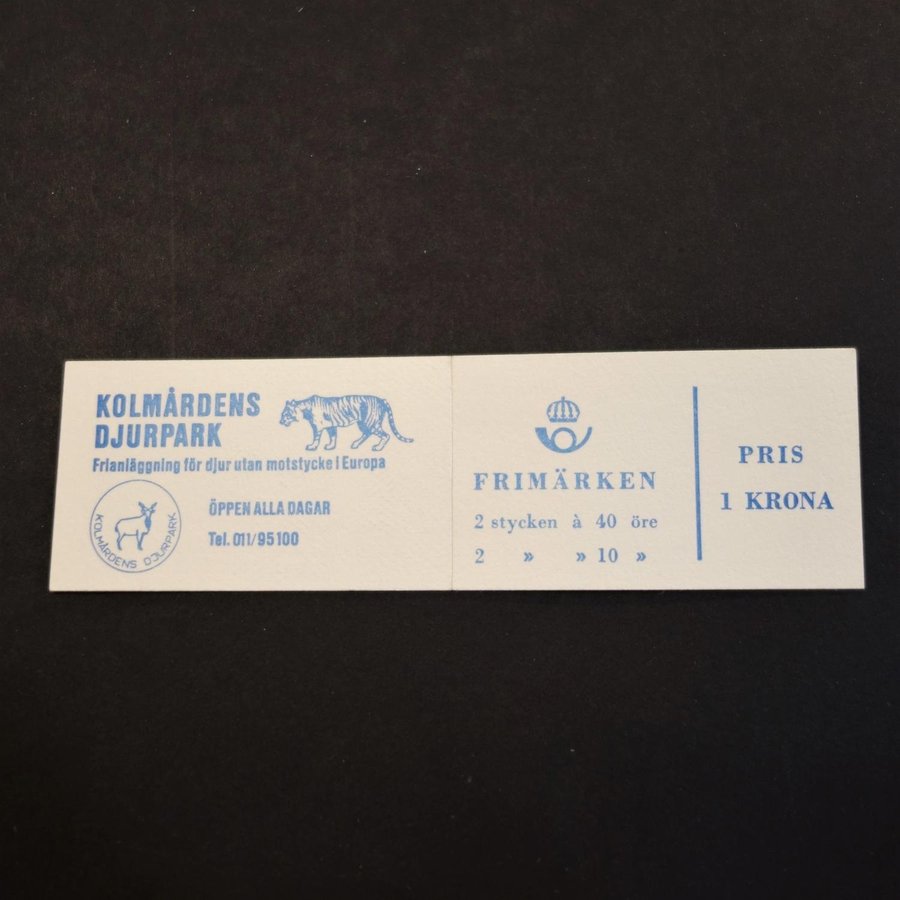 KOLMÅRDENS
DJURPARK
Frianläggning för djur utan motstycke i Europa
KOLMÅRDENS DJURPARK
ÖPPEN ALLA DAGAR
Tel. 011/95100
FRIMÄRKEN
2 stycken à 40 öre
2 » » 10 »
PRIS
1 KRONA